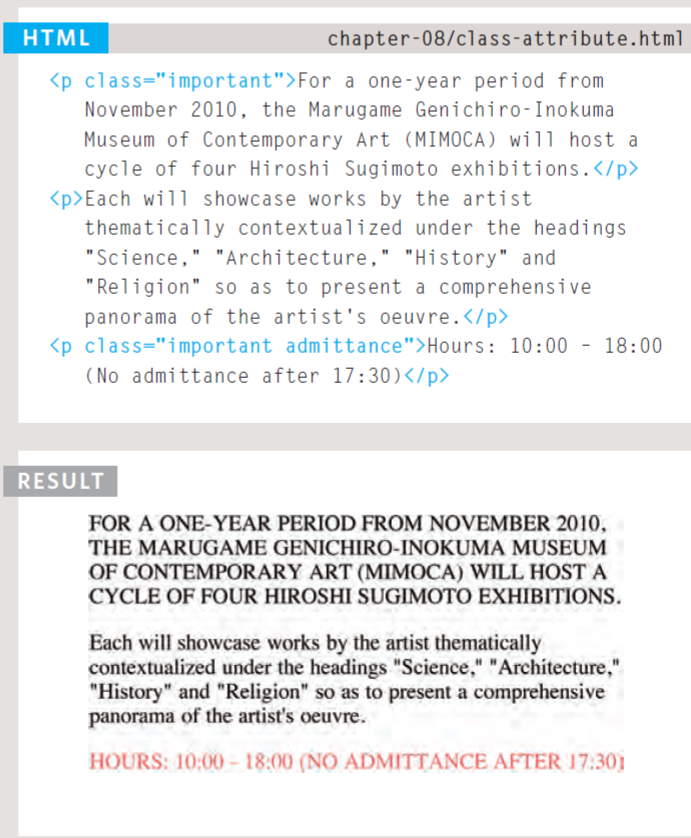 HTML
chapter-08/class-attribute.html
<p class="important">For a one-year period from
November 2010, the Marugame Genichiro-Inokuma
Museum of Contemporary Art (MIMOCA) will host a
cycle of four Hiroshi Sugimoto exhibitions.</p>
<p>Each will showcase works by the artist
thematically contextualized under the headings
"Science," "Architecture," "History" and
"Religion" so as to present a comprehensive
panorama of the artist's oeuvre.</p>
<p class="important admittance">Hours: 10:00 – 18:00
(No admittance after 17:30)</p>
RESULT
FOR A ONE-YEAR PERIOD FROM NOVEMBER 2010,
THE MARUGAME GENICHIRO-INOKUMA MUSEUM
OF CONTEMPORARY ART (MIMOCA) WILL HOST A
CYCLE OF FOUR HIROSHI SUGIMOTO EXHIBITIONS.
Each will showcase works by the artist thematically
contextualized under the headings "Science," "Architecture,"
"History" and "Religion" so as to present a comprehensive
panorama of the artist's oeuvre.
HOURS: 10:00 – 18:00 (NO ADMITTANCE AFTER 17:30)